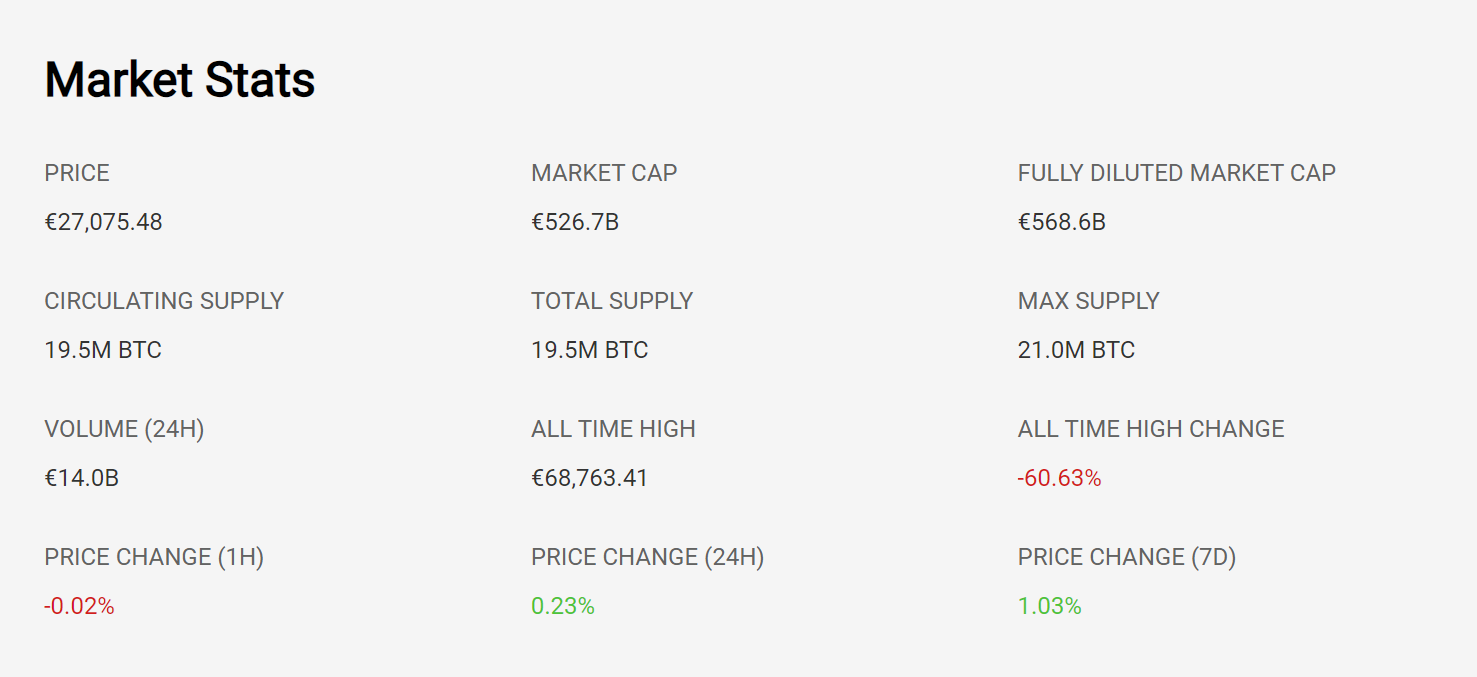 Market Stats
PRICE
€27,075.48
MARKET CAP
€526.7B
FULLY DILUTED MARKET CAP
€568.6B
CIRCULATING SUPPLY
19.5M BTC
TOTAL SUPPLY
19.5M BTC
MAX SUPPLY
21.0M BTC
VOLUME (24H)
€14.0B
ALL TIME HIGH
€68,763.41
ALL TIME HIGH CHANGE
-60.63%
PRICE CHANGE (1H)
-0.02%
PRICE CHANGE (24H)
0.23%
PRICE CHANGE (7D)
1.03%